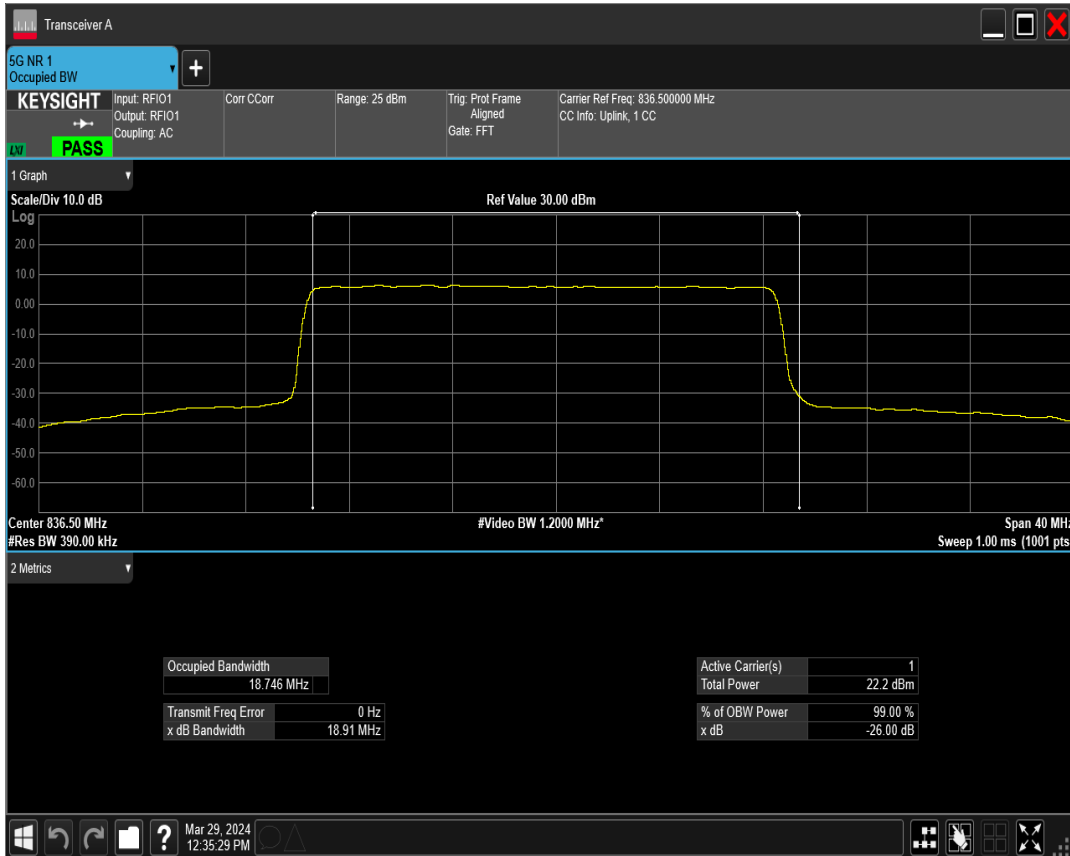 Transceiver A
5G NR 1
Occupied BW
KEYSIGHT
Input: RFIO1
Output: RFIO1
Coupling: AC
Corr CCorr
Range: 25 dBm
Trig: Prot Frame
Aligned
Gate: FFT
Carrier Ref Freq: 836.500000 MHz
CC Info: Uplink, 1 CC
LXI
PASS
1 Graph
Scale/Div 10.0 dB
Ref Value 30.00 dBm
Log
20.0
10.0
0.00
-10.0
-20.0
-30.0
-40.0
-50.0
-60.0
Center 836.50 MHz
#Video BW 1.2000 MHz*
Span 40 MHz
#Res BW 390.00 kHz
Sweep 1.00 ms (1001 pts
2 Metrics
Occupied Bandwidth
18.746 MHz
Transmit Freq Error 0 Hz
x dB Bandwidth 18.91 MHz
Active Carrier(s) 1
Total Power 22.2 dBm
% of OBW Power 99.00 %
x dB -26.00 dB
?
Mar 29, 2024
12:35:29 PM